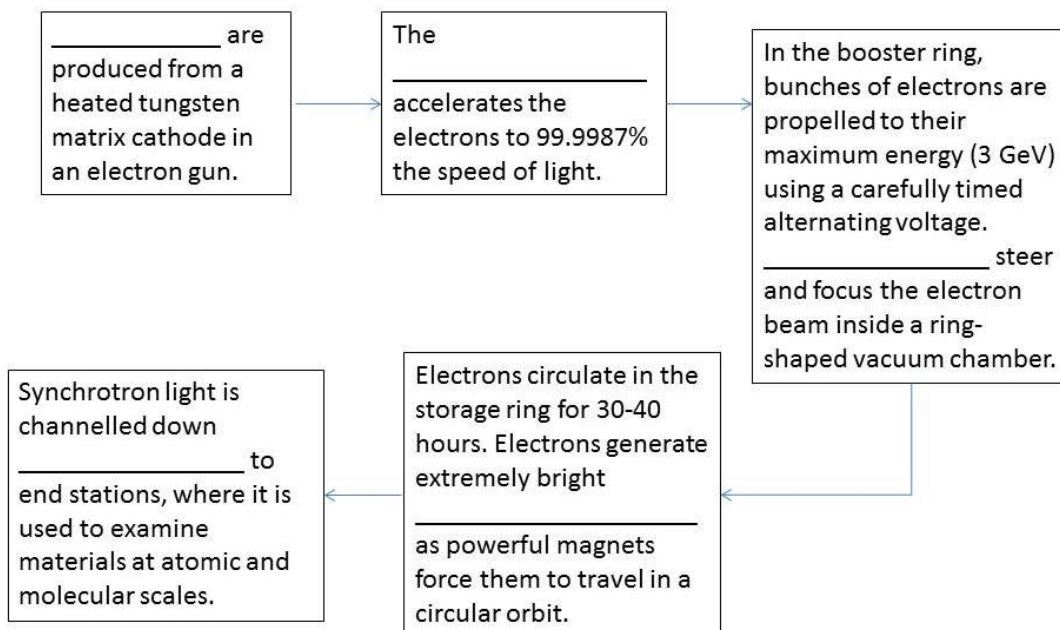 ______________ are
produced from a
heated tungsten
matrix cathode in
an electron gun.
The
_____________________
accelerates the
electrons to 99.9987%
the speed of light.
In the booster ring,
bunches of electrons are
propelled to their
maximum energy (3 GeV)
using a carefully timed
alternating voltage.
___________________ steer
and focus the electron
beam inside a ring-
shaped vacuum chamber.
Electrons circulate in the
storage ring for 30-40
hours. Electrons generate
extremely bright
_______________________
as powerful magnets
force them to travel in a
circular orbit.
Synchrotron light is
channelled down
___________________ to
end stations, where it is
used to examine
materials at atomic and
molecular scales.